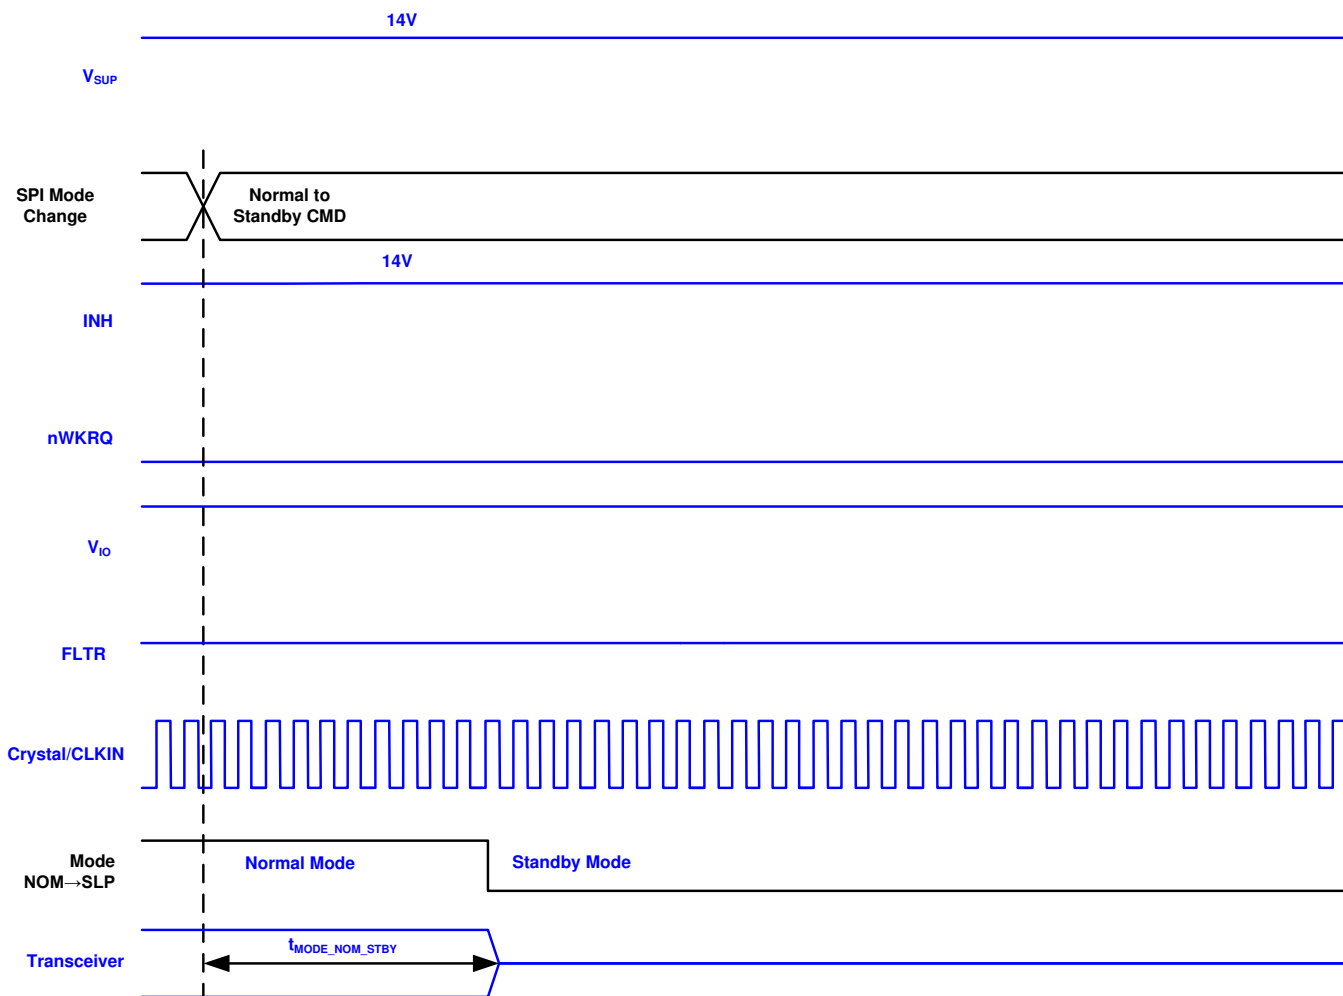 14V
VSUP
SPI Mode
Change
Normal to
Standby CMD
14V
INH
nWKRQ
VIO
FLTR
Crystal/CLKIN
Mode
NOM→SLP
Normal Mode
Standby Mode
Transceiver
tMODE_NOM_STBY